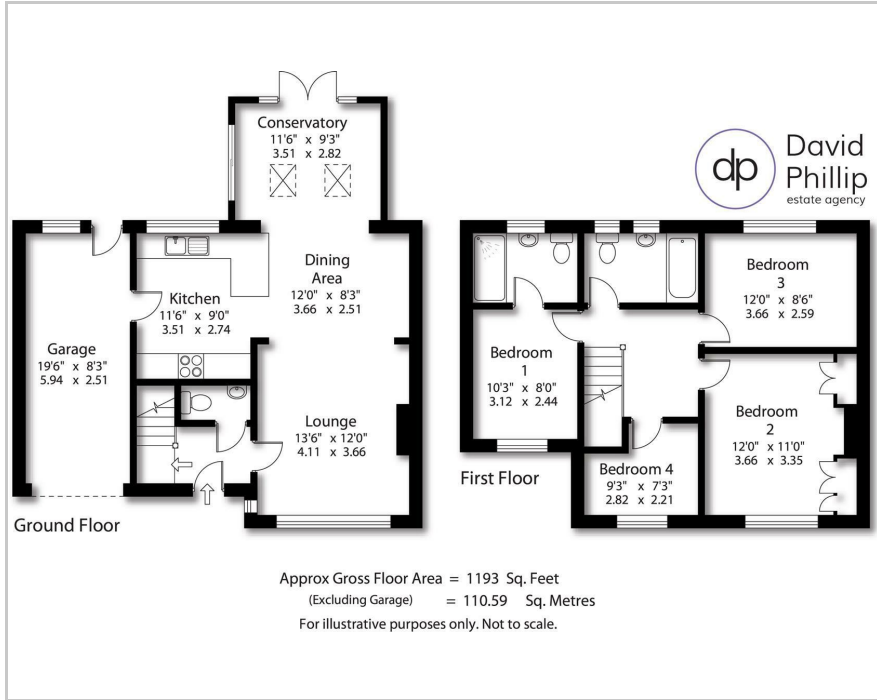 Conservatory
11'6" x 9'3"
3.51 x 2.82
dp
David
Phillip
estate agency
Dining
Area
12'0" x 8'3"
3.66 x 2.51
Kitchen
11'6" x 9'0"
3.51 x 2.74
Garage
19'6" x 8'3"
5.94 x 2.51
Lounge
13'6" x 12'0"
4.11 x 3.66
Ground Floor
Bedroom
3
12'0" x 8'6"
3.66 x 2.59
Bedroom
1
10'3" x 8'0"
3.12 x 2.44
Bedroom
2
12'0" x 11'0"
3.66 x 3.35
Bedroom 4
9'3" x 7'3"
2.82 x 2.21
First Floor
Approx Gross Floor Area = 1193 Sq. Feet
(Excluding Garage) = 110.59 Sq. Metres
For illustrative purposes only. Not to scale.